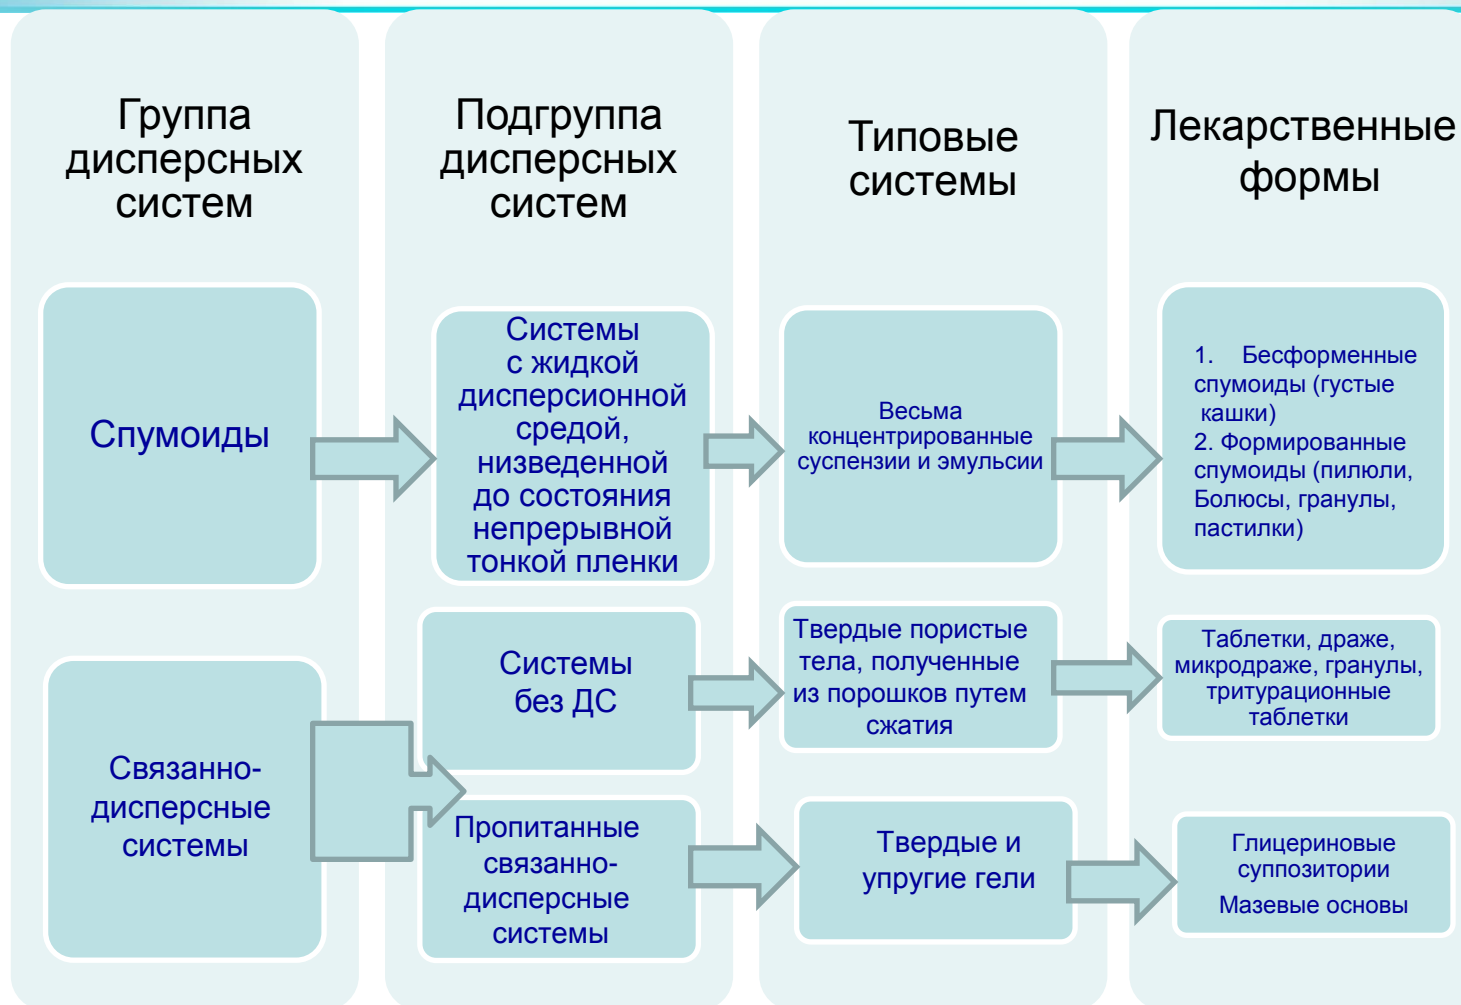 Группа
дисперсных
систем
Подгруппа
дисперсных
систем
Типовые
системы
Лекарственные
формы
Спумоиды
Системы
с жидкой
дисперсионной
средой,
низведенной
до состояния
непрерывной
тонкой пленки
Весьма
концентрированные
суспензии и эмульсии
1. Бесформенные
спумоиды (густые
кашки)
2. Формированные
спумоиды (пилюли,
Болюсы, гранулы,
пастилки)
Связанно-
дисперсные
системы
Системы
без ДС
Твердые пористые
тела, полученные
из порошков путем
сжатия
Таблетки, драже,
микродраже, гранулы,
тритурационные
таблетки
Пропитанные
связанно-
дисперсные
системы
Твердые и
упругие гели
Глицериновые
суппозитории
Мазевые основы